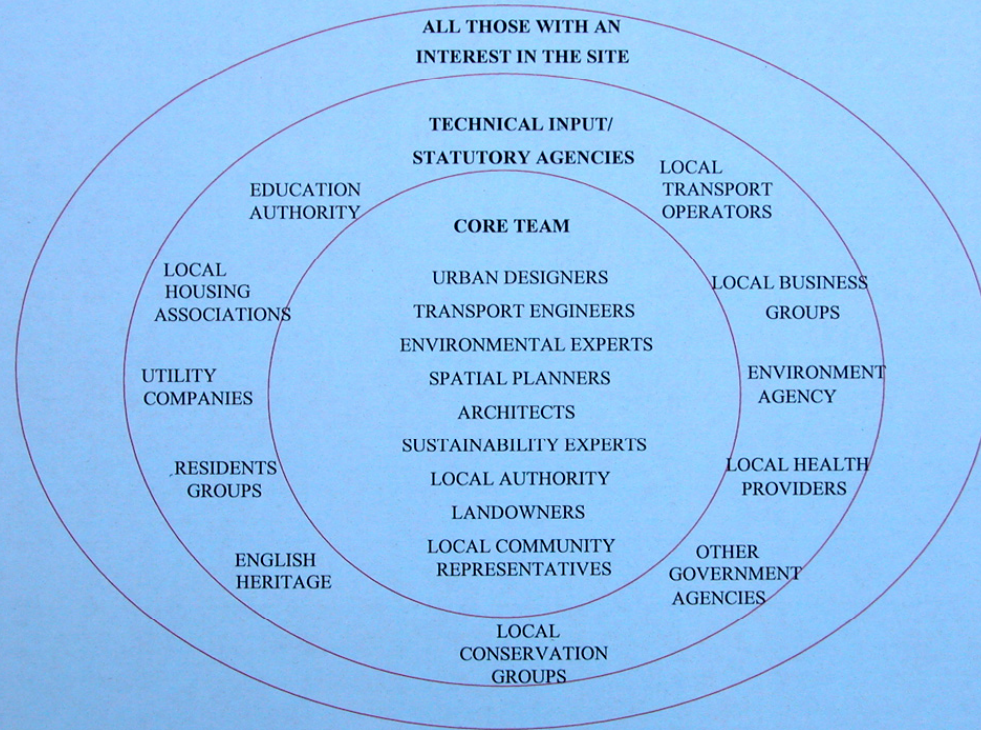 ALL THOSE WITH AN
INTEREST IN THE SITE
TECHNICAL INPUT/
STATUTORY AGENCIES
EDUCATION
AUTHORITY
LOCAL
TRANSPORT
OPERATORS
LOCAL
HOUSING
ASSOCIATIONS
LOCAL BUSINESS
GROUPS
UTILITY
COMPANIES
ENVIRONMENT
AGENCY
RESIDENTS
GROUPS
LOCAL HEALTH
PROVIDERS
ENGLISH
HERITAGE
OTHER
GOVERNMENT
AGENCIES
LOCAL
CONSERVATION
GROUPS
CORE TEAM
URBAN DESIGNERS
TRANSPORT ENGINEERS
ENVIRONMENTAL EXPERTS
SPATIAL PLANNERS
ARCHITECTS
SUSTAINABILITY EXPERTS
LOCAL AUTHORITY
LANDOWNERS
LOCAL COMMUNITY
REPRESENTATIVES